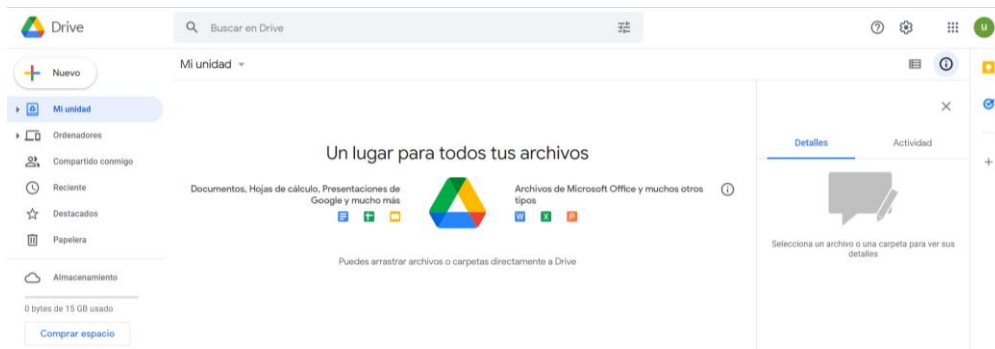 Drive
Buscar en Drive
u
Nuevo
Mi unidad
Ordenadores
Compartido conmigo
Reciente
Destacados
Papelera
Almacenamiento
0 bytes de 15 GB usado
Comprar espacio
Mi unidad
Un lugar para todos tus archivos
Documentos, Hojas de cálculo, Presentaciones de
Google y mucho más
Archivos de Microsoft Office y muchos otros
tipos
W X P
Puedes arrastrar archivos o carpetas directamente a Drive
Detalles
Actividad
Selecciona un archivo o una carpeta para ver sus
detalles